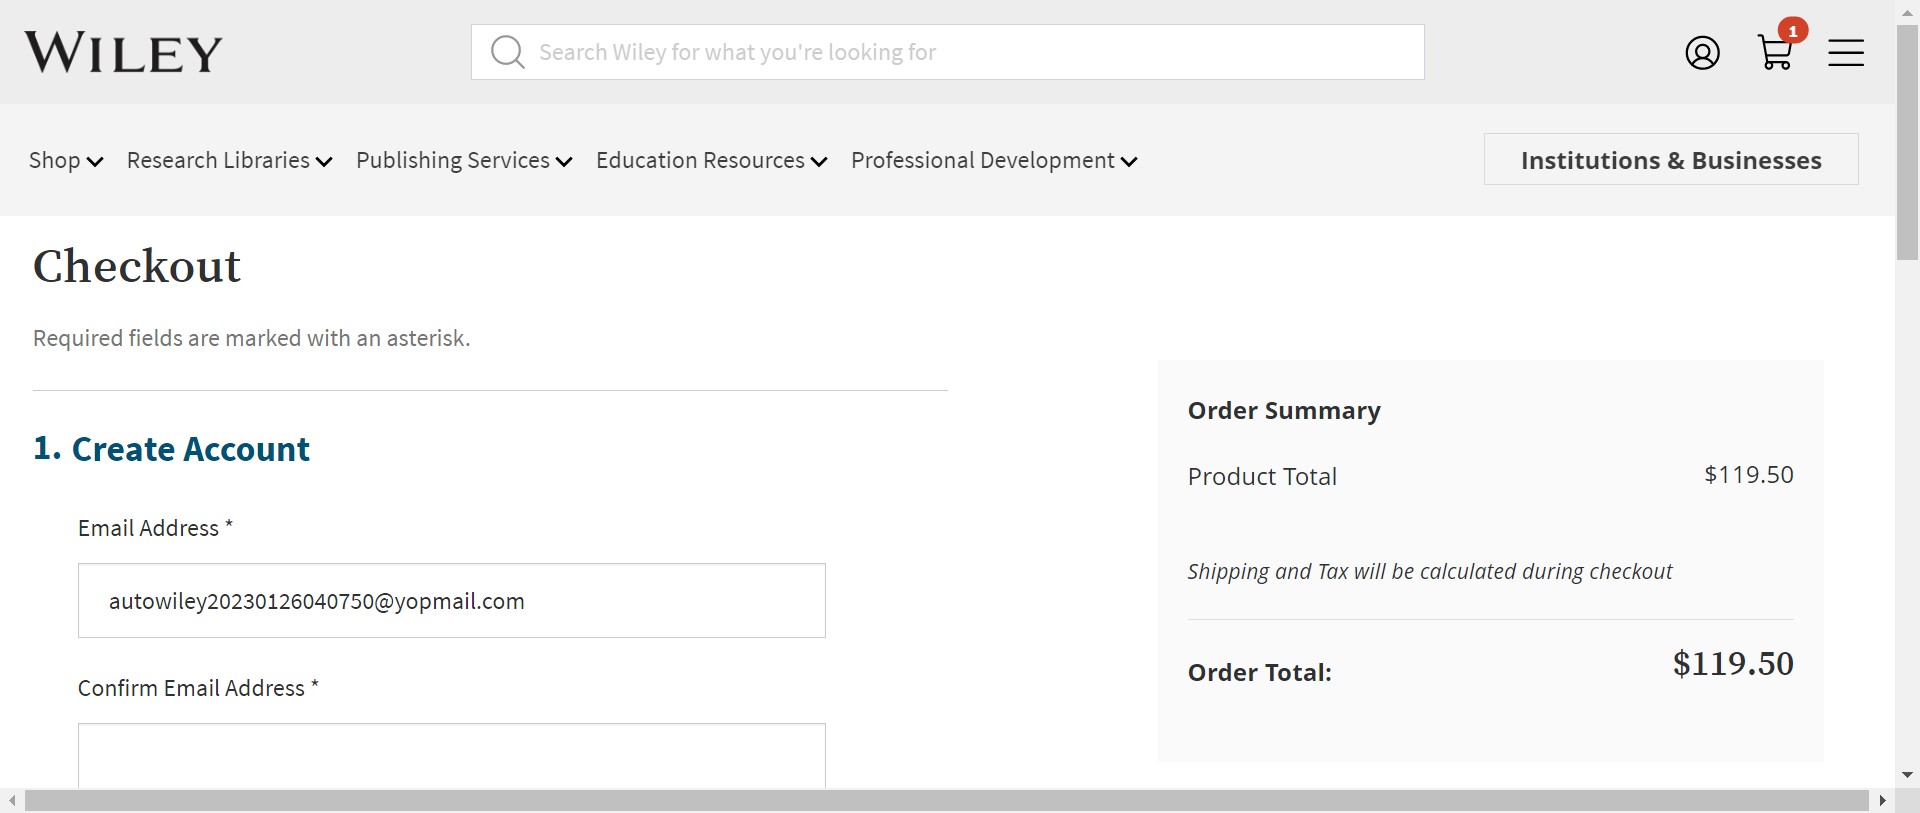 WILEY
Search Wiley for what you're looking for
1
Shop
Research Libraries
Publishing Services
Education Resources
Professional Development
Institutions & Businesses
Checkout
Required fields are marked with an asterisk.
1. Create Account
Email Address *
autowiley20230126040750@yopmail.com
Confirm Email Address *
Order Summary
Product Total $119.50
Shipping and Tax will be calculated during checkout
Order Total: $119.50